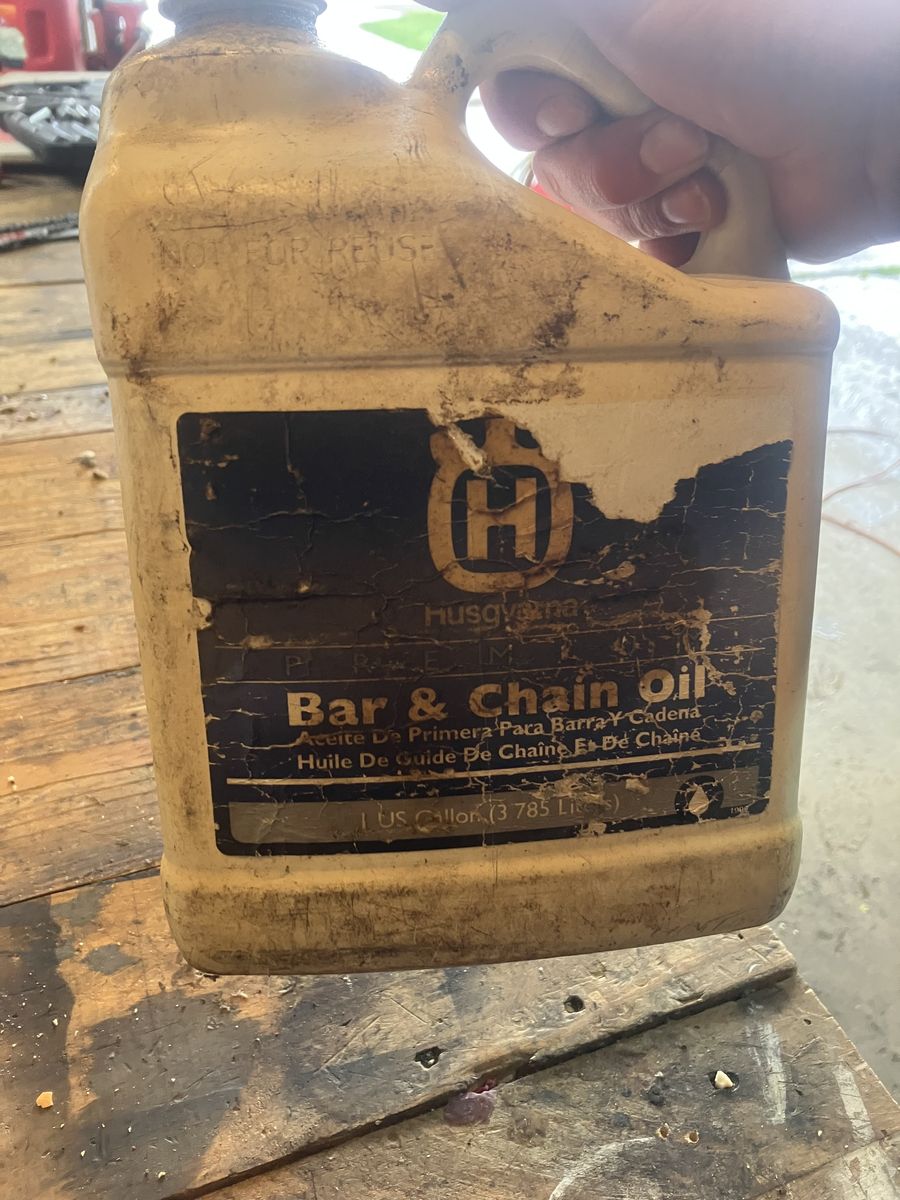 NOT FOR REUSE
H
Husqvarna
PREMIUM
Bar & Chain Oil
Aceite De Primera Para Barra Y Cadena
Huile De Guide De Chaîne Et De Chaîne
1 US Gallon (3 785 Liters)